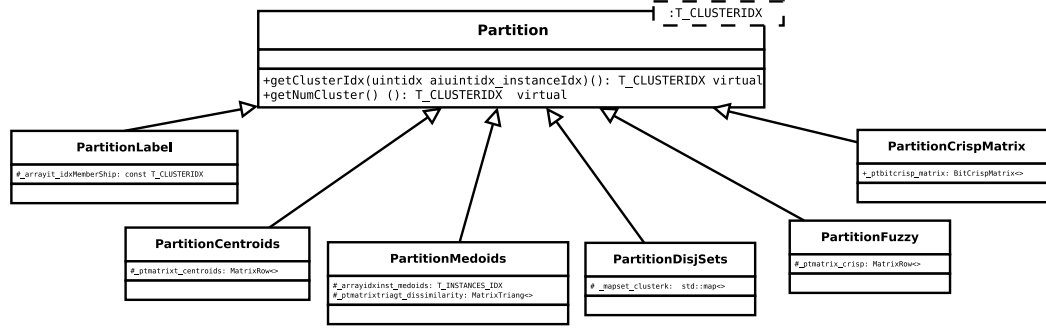 :T_CLUSTERIDX
Partition
+getClusterIdx(uintidx aiuintidx_instanceIdx)(): T_CLUSTERIDX virtual
+getNumCluster() (): T_CLUSTERIDX virtual
PartitionLabel
#_arrayit_idxMemberShip: const T_CLUSTERIDX
PartitionCrispMatrix
+_ptbitcrisp_matrix: BitCrispMatrix<>
PartitionCentroids
#_ptmatrixt_centroids: MatrixRow<>
PartitionMedoids
#_arrayidxinst_medoids: T_INSTANCES_IDX
#_ptmatrixtriagt_dissimilarity: MatrixTriang<>
PartitionDisjSets
# _mapset_clusterk: std::map<>
PartitionFuzzy
#_ptmatrix_crisp: MatrixRow<>